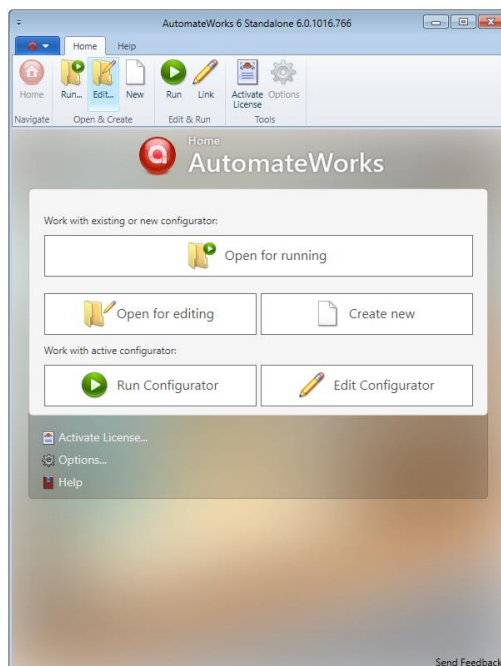 AutomateWorks 6 Standalone 6.0.1016.766
Home Help
Home Run... Edit... New Run Link Activate License Options
Navigate Open & Create Edit & Run Tools
Home
AutomateWorks
Work with existing or new configurator:
Open for running
Open for editing Create new
Work with active configurator:
Run Configurator Edit Configurator
Activate License...
Options...
Help
Send Feedback